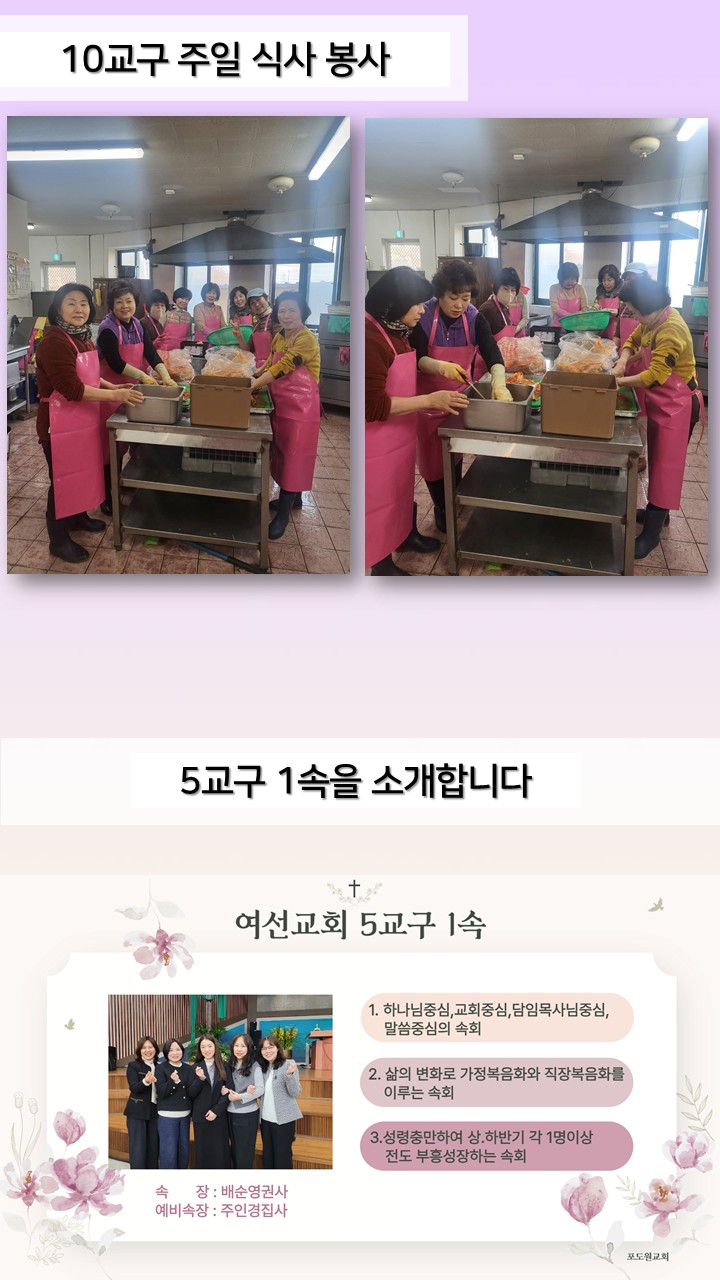 10교구 주일 식사 봉사
5교구 1속을 소개합니다
여선교회 5교구 1속
1. 하나님중심,교회중심,담임목사님중심,
말씀중심의 속회
2. 삶의 변화로 가정복음화와 직장복음화를
이루는 속회
3.성령충만하여 상.하반기 각 1명이상
전도 부흥성장하는 속회
속 장 : 배순영권사
예비속장 : 주인경집사
포도원교회